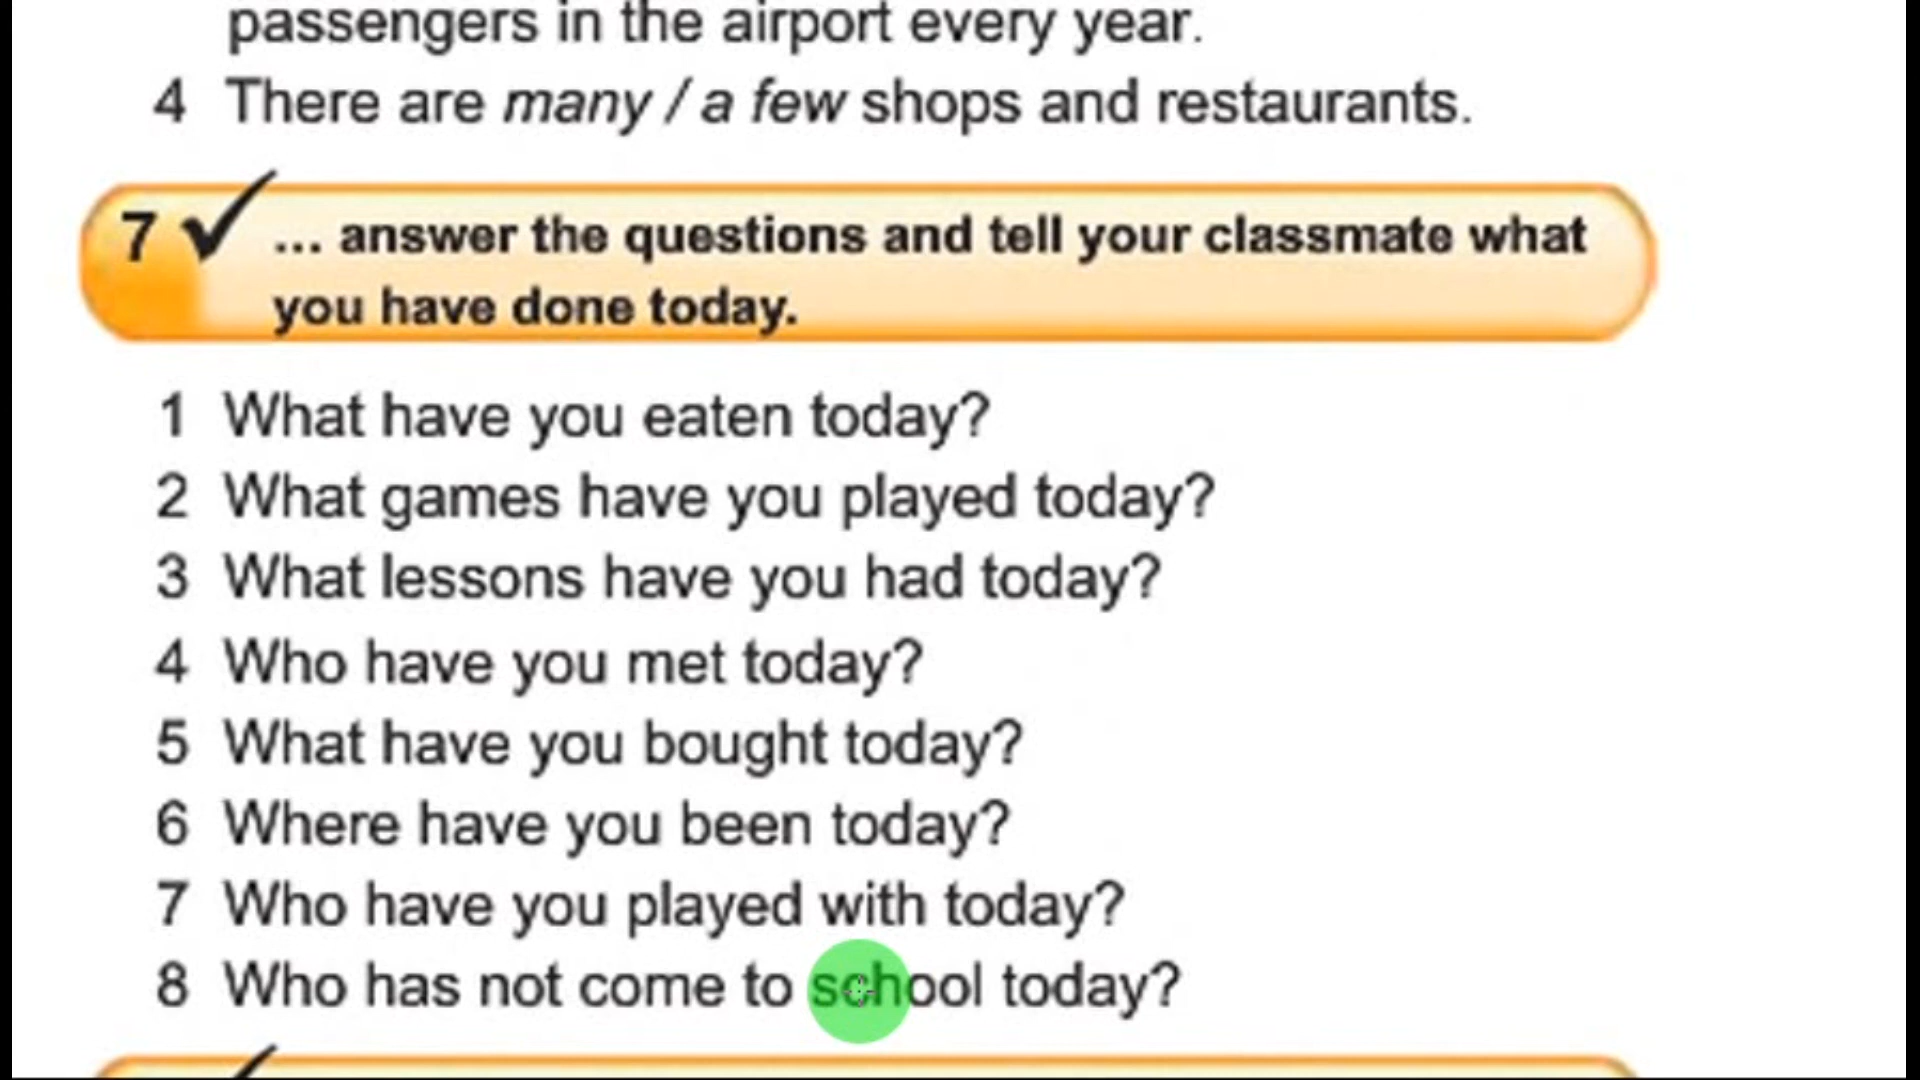 passengers in the airport every year.
4 There are many / a few shops and restaurants.
7 ... answer the questions and tell your classmate what
you have done today.
1 What have you eaten today?
2 What games have you played today?
3 What lessons have you had today?
4 Who have you met today?
5 What have you bought today?
6 Where have you been today?
7 Who have you played with today?
8 Who has not come to school today?